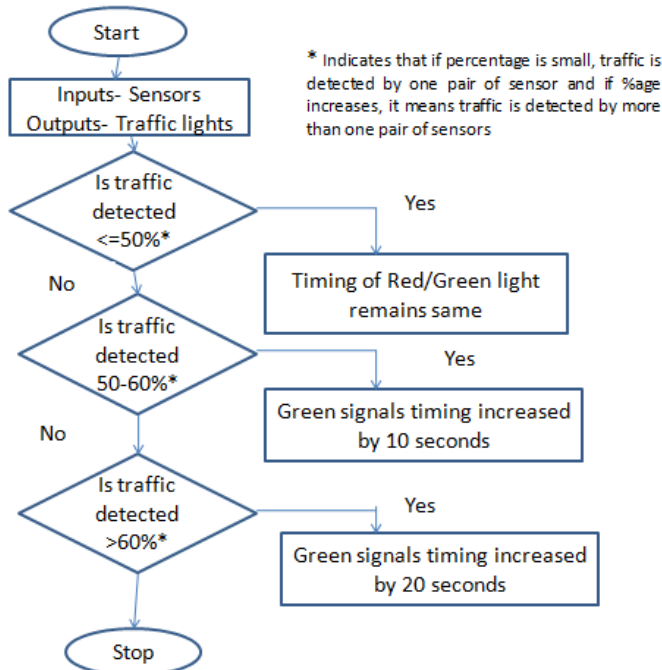 Start
* Indicates that if percentage is small, traffic is
detected by one pair of sensor and if %age
increases, it means traffic is detected by more
than one pair of sensors
Inputs- Sensors
Outputs- Traffic lights
Is traffic
detected
<=50%*
Yes
Timing of Red/Green light
remains same
No
Is traffic
detected
50-60%*
Yes
Green signals timing increased
by 10 seconds
No
Is traffic
detected
>60%*
Yes
Green signals timing increased
by 20 seconds
Stop